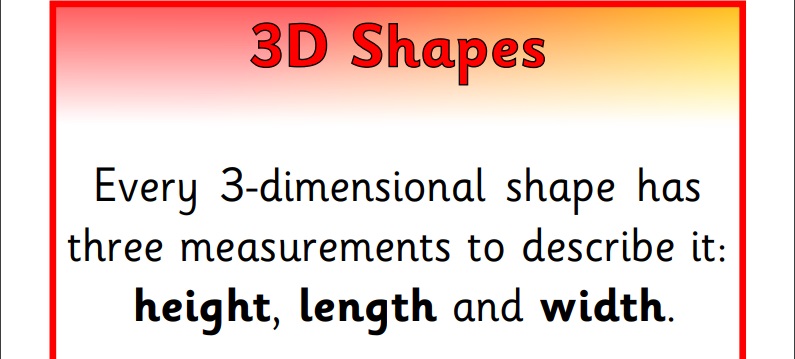 3D Shapes
Every 3-dimensional shape has
three measurements to describe it:
height, length and width.